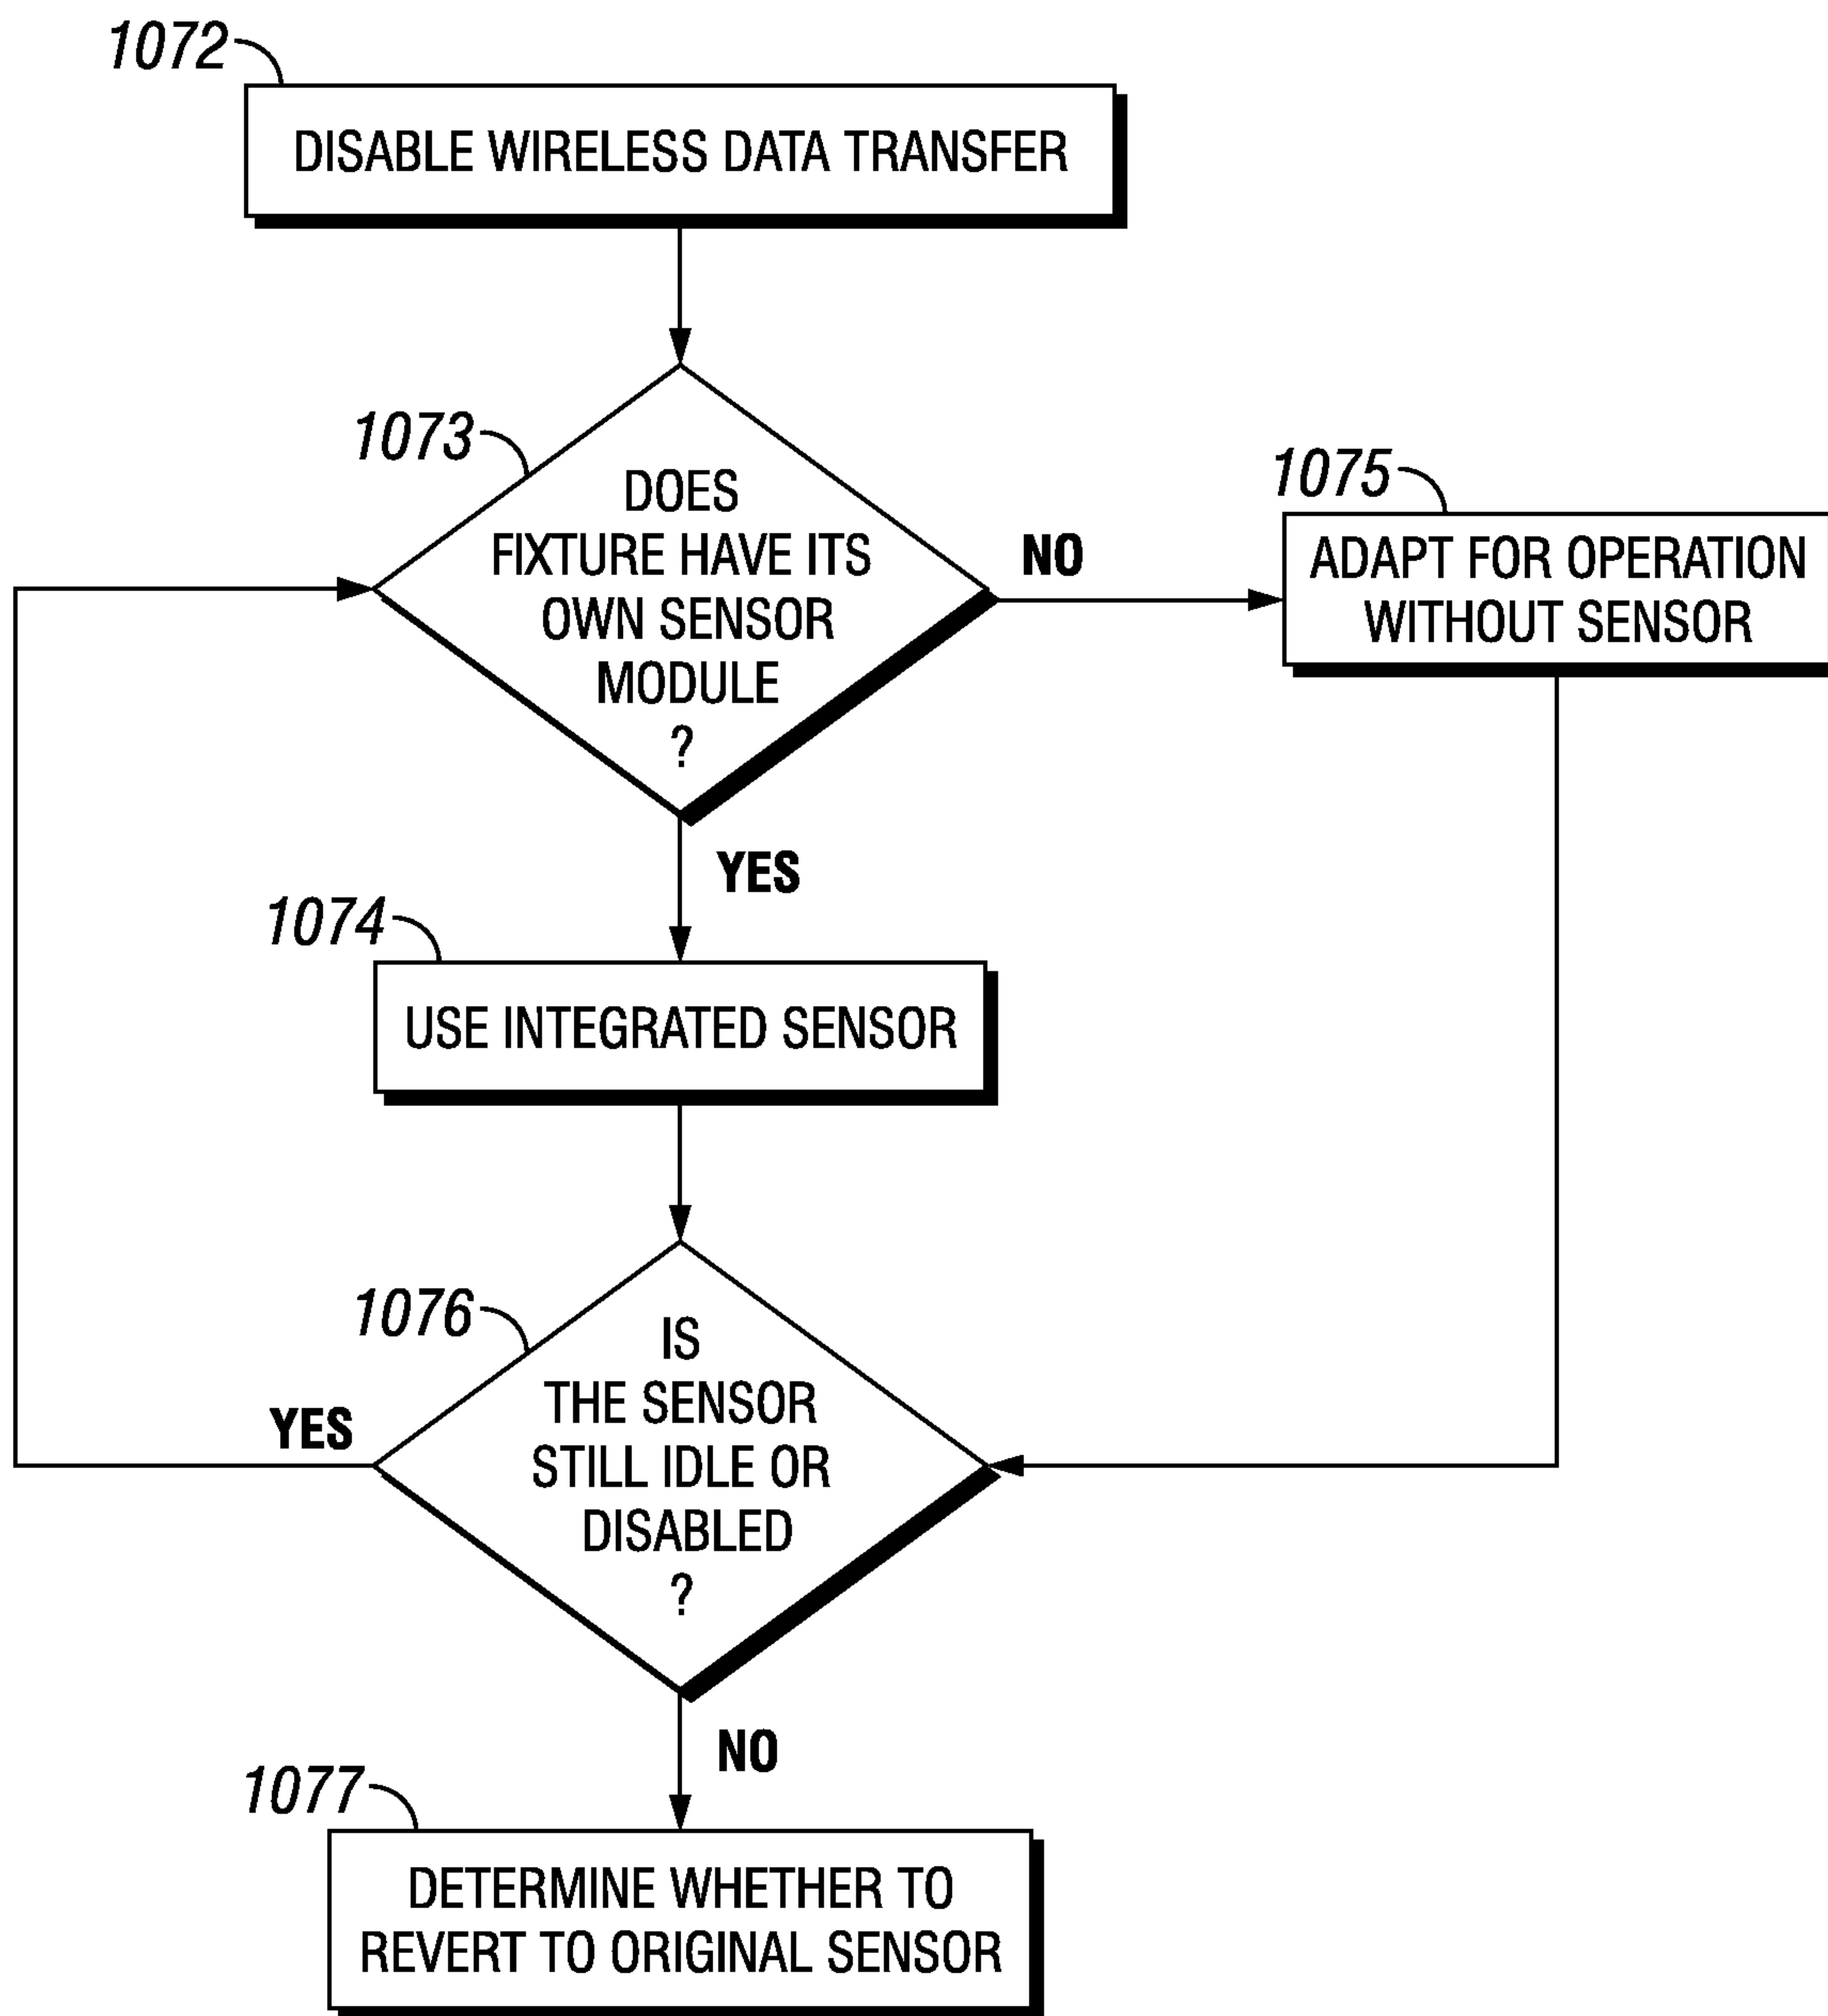 1072
DISABLE WIRELESS DATA TRANSFER
1073
DOES
FIXTURE HAVE ITS
OWN SENSOR
MODULE
?
NO
1075
ADAPT FOR OPERATION
WITHOUT SENSOR
YES
1074
USE INTEGRATED SENSOR
1076
IS
THE SENSOR
STILL IDLE OR
DISABLED
?
YES
NO
1077
DETERMINE WHETHER TO
REVERT TO ORIGINAL SENSOR